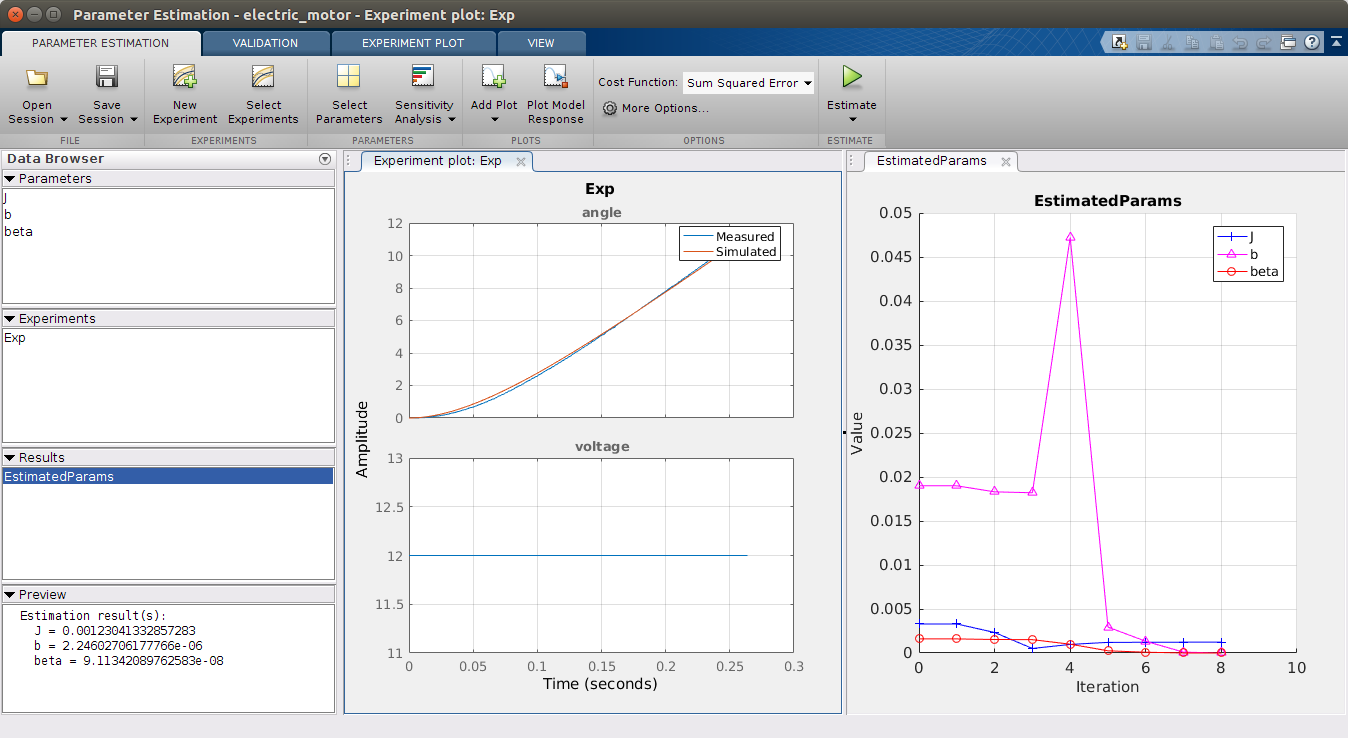 Parameter Estimation - electric_motor - Experiment plot: Exp
PARAMETER ESTIMATION VALIDATION EXPERIMENT PLOT VIEW
Open Session
Save Session
New Experiment
Select Experiments
Select Parameters
Sensitivity Analysis
Add Plot
Plot Model Response
Cost Function: Sum Squared Error
More Options...
Estimate
FILE EXPERIMENTS PARAMETERS PLOTS OPTIONS ESTIMATE
Data Browser
Parameters
J
b
beta
Experiments
Exp
Results
EstimatedParams
Preview
Estimation result(s):
J = 0.00123041332857283
b = 2.24602706177766e-06
beta = 9.11342089762583e-08
Experiment plot: Exp
Exp
angle
Measured
Simulated
12
10
8
6
4
2
0
Amplitude
voltage
13
12.5
12
11.5
11
0 0.05 0.1 0.15 0.2 0.25 0.3
Time (seconds)
EstimatedParams
EstimatedParams
J
b
beta
0.05
0.045
0.04
0.035
0.03
0.025
0.02
0.015
0.01
0.005
0
Value
0 2 4 6 8 10
Iteration